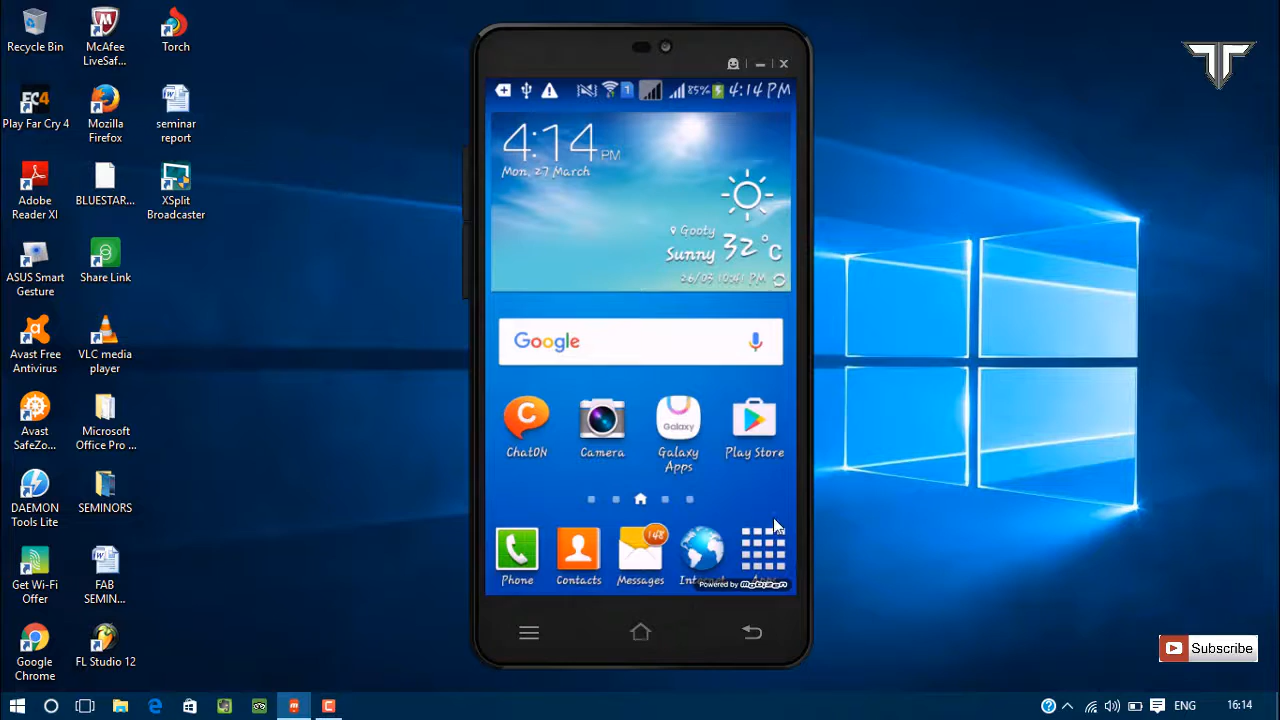 Recycle Bin
McAfee
LiveSaf...
Torch
Play Far Cry 4
Mozilla
Firefox
seminar
report
Adobe
Reader XI
BLUESTAR...
XSplit
Broadcaster
ASUS Smart
Gesture
Share Link
Avast Free
Antivirus
VLC media
player
Avast
SafeZo...
Microsoft
Office Pro ...
DAEMON
Tools Lite
SEMINORS
Get Wi-Fi
Offer
FAB
SEMIN...
Google
Chrome
FL Studio 12
1
85% 4:14 PM
4:14 PM
Mon, 27 March
Gooty
Sunny 32°C
26/03 10:41 PM
Google
C
Galaxy
ChatON
Camera
Galaxy
Apps
Play Store
148
Phone
Contacts
Messages
Powered by Mobizen
Subscribe
ENG
16:14